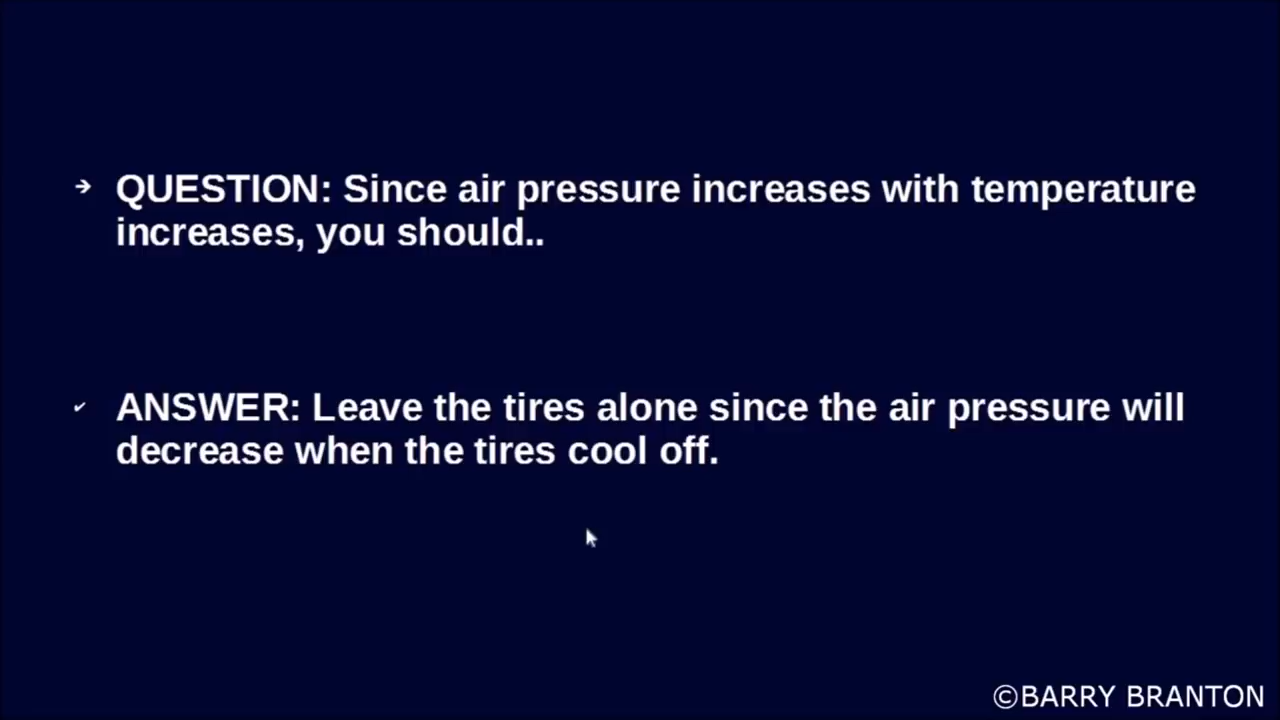 QUESTION: Since air pressure increases with temperature
increases, you should..
ANSWER: Leave the tires alone since the air pressure will
decrease when the tires cool off.
©BARRY BRANTON